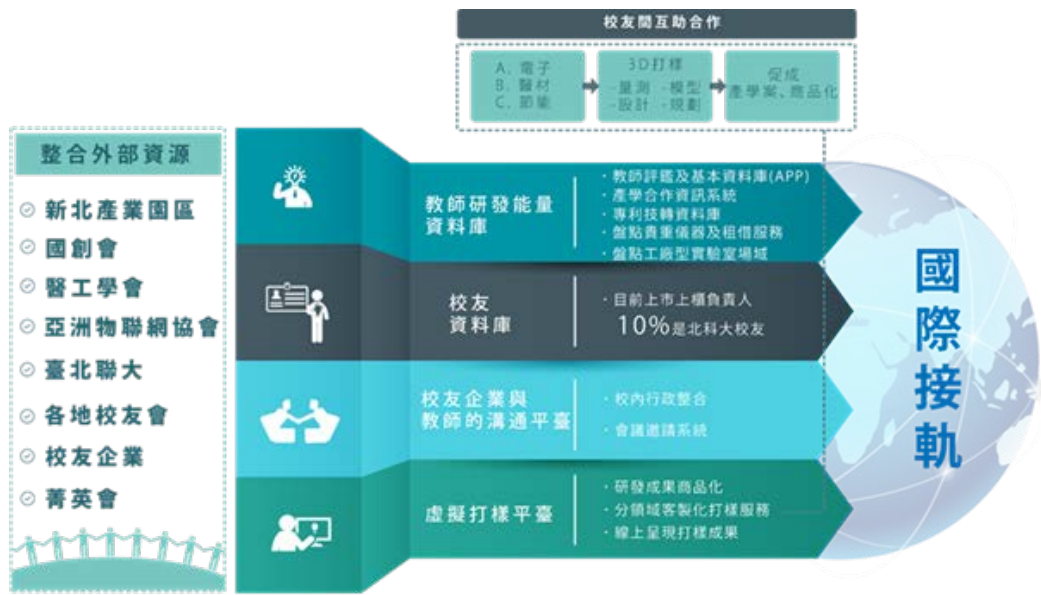 校友間互助合作
A. 電子
B. 醫材
C. 節能
3D打樣
-量測 -模型
-設計 -規劃
促成
產學案、商品化
整合外部資源
新北產業園區
國創會
醫工學會
亞洲物聯網協會
臺北聯大
各地校友會
校友企業
菁英會
教師研發能量
資料庫
·教師評鑑及基本資料庫(APP)
·產學合作資訊系統
·專利技轉資料庫
·盤點貴重儀器及租借服務
·盤點工廠型實驗室場域
校友
資料庫
·目前上市上櫃負責人
10%是北科大校友
校友企業與
教師的溝通平臺
·校內行政整合
·會議邀請系統
虛擬打樣平臺
·研發成果商品化
·分領域客製化打樣服務
·線上呈現打樣成果
國際接軌